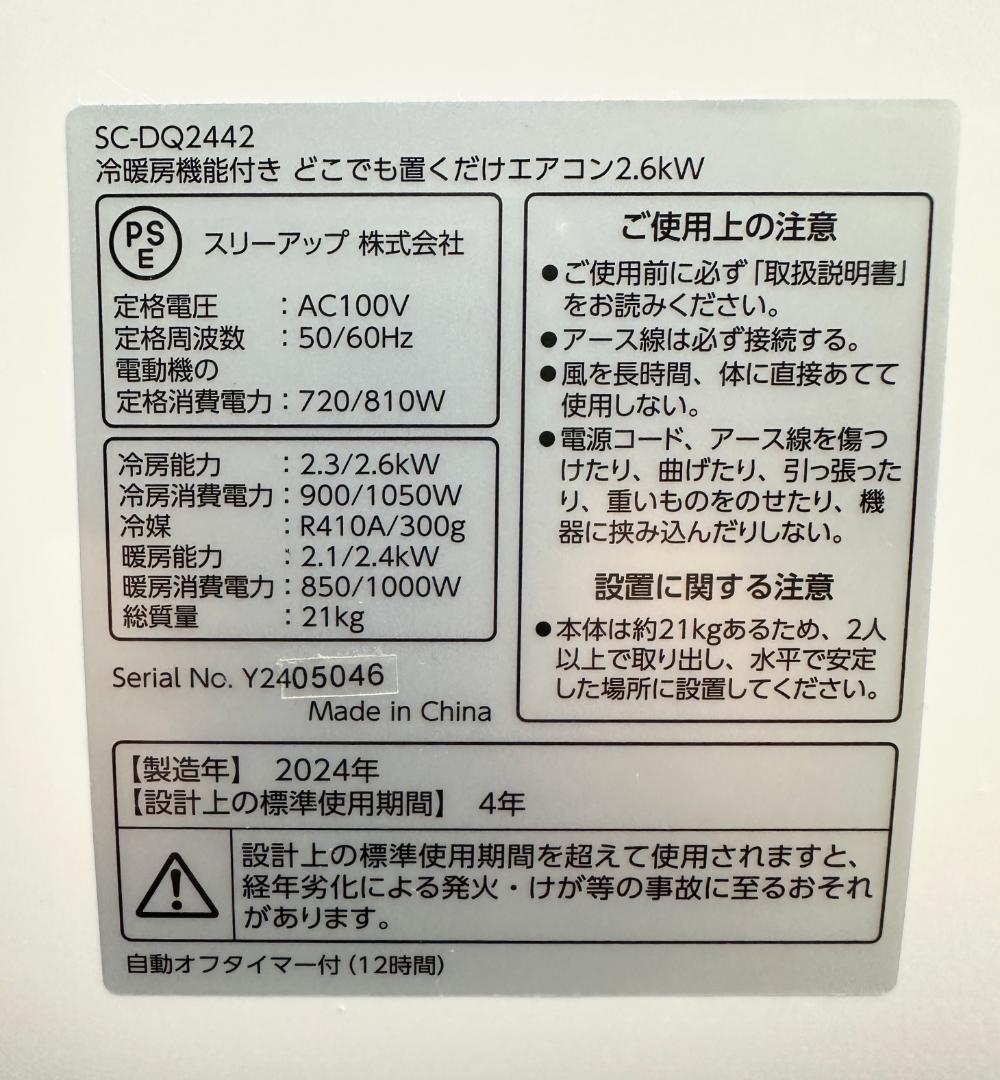 SC-DQ2442
冷暖房機能付き どこでも置くだけエアコン2.6kW
PS
E
スリーアップ 株式会社
定格電圧 : AC100V
定格周波数 : 50/60Hz
電動機の
定格消費電力 : 720/810W
冷房能力 : 2.3/2.6kW
冷房消費電力 : 900/1050W
冷媒 : R410A/300g
暖房能力 : 2.1/2.4kW
暖房消費電力 : 850/1000W
総質量 : 21kg
Serial No. Y2405046
Made in China
ご使用上の注意
●ご使用前に必ず「取扱説明書」
をお読みください。
●アース線は必ず接続する。
●風を長時間、体に直接あてて
使用しない。
●電源コード、アース線を傷つ
けたり、曲げたり、引っ張った
り、重いものをのせたり、機
器に挟み込んだりしない。
設置に関する注意
●本体は約21kgあるため、2人
以上で取り出し、水平で安定
した場所に設置してください。
【製造年】 2024年
【設計上の標準使用期間】 4年
設計上の標準使用期間を超えて使用されますと、
経年劣化による発火・けが等の事故に至るおそれ
があります。
自動オフタイマー付(12時間)